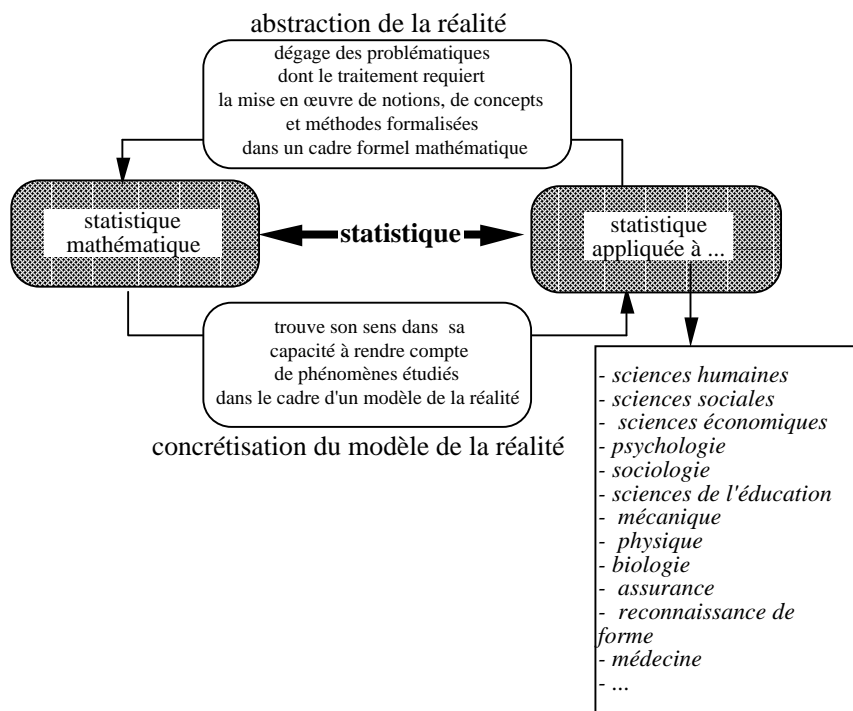 abstraction de la réalité
dégage des problématiques
dont le traitement requiert
la mise en œuvre de notions, de concepts
et méthodes formalisées
dans un cadre formel mathématique
statistique
mathématique
statistique
statistique
appliquée à ...
trouve son sens dans sa
capacité à rendre compte
de phénomènes étudiés
dans le cadre d'un modèle de la réalité
concrétisation du modèle de la réalité
- sciences humaines
- sciences sociales
- sciences économiques
- psychologie
- sociologie
- sciences de l'éducation
- mécanique
- physique
- biologie
- assurance
- reconnaissance de
forme
- médecine
- ...